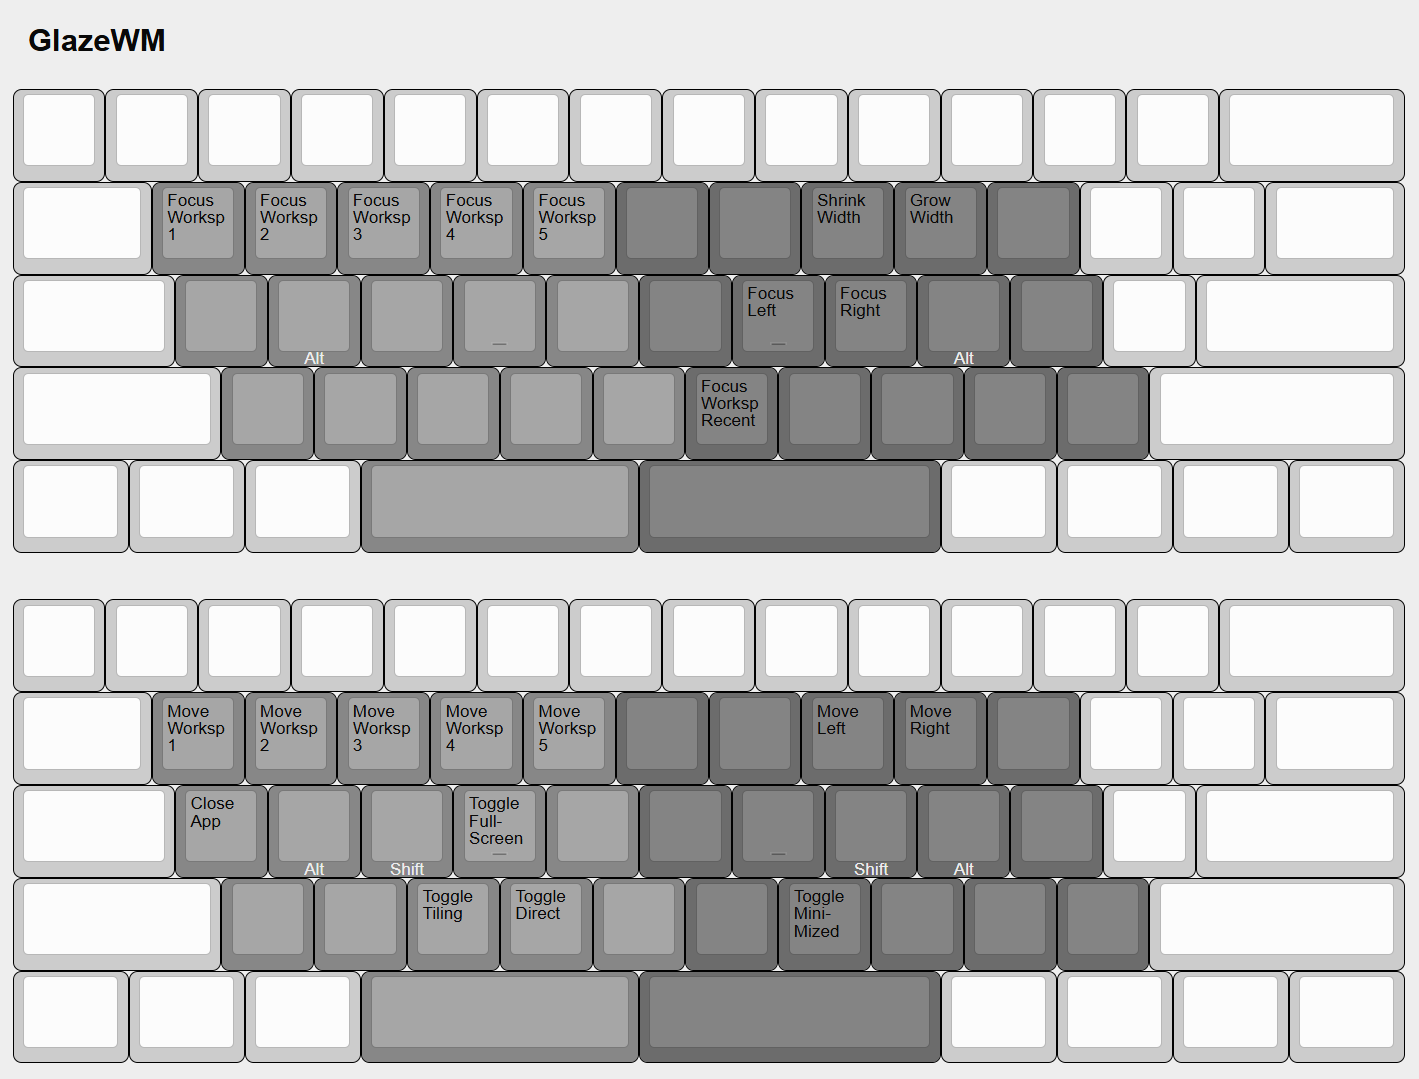 GlazeWM
Focus
Worksp
1
Focus
Worksp
2
Focus
Worksp
3
Focus
Worksp
4
Focus
Worksp
5
Shrink
Width
Grow
Width
Alt
Focus
Left
Focus
Right
Alt
Focus
Worksp
Recent
Move
Worksp
1
Move
Worksp
2
Move
Worksp
3
Move
Worksp
4
Move
Worksp
5
Move
Left
Move
Right
Close
App
Alt
Shift
Toggle
Full-
Screen
Shift
Alt
Toggle
Tiling
Toggle
Direct
Toggle
Mini-
Mized